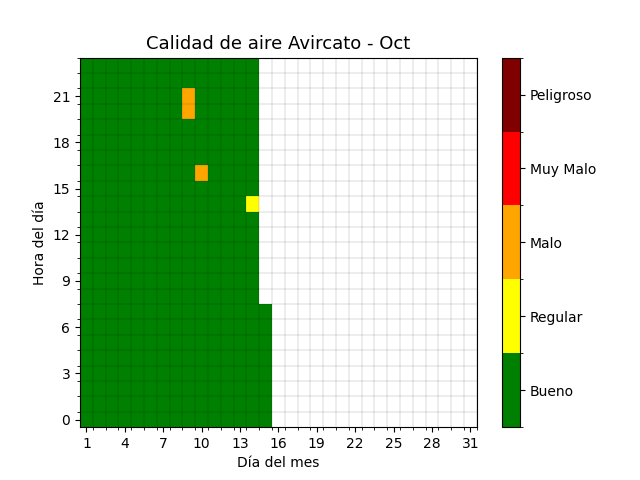 Calidad de aire Avircato - Oct
Peligroso
Muy Malo
Malo
Regular
Bueno
Hora del día
21
18
15
12
9
6
3
0
1 4 7 10 13 16 19 22 25 28 31
Día del mes